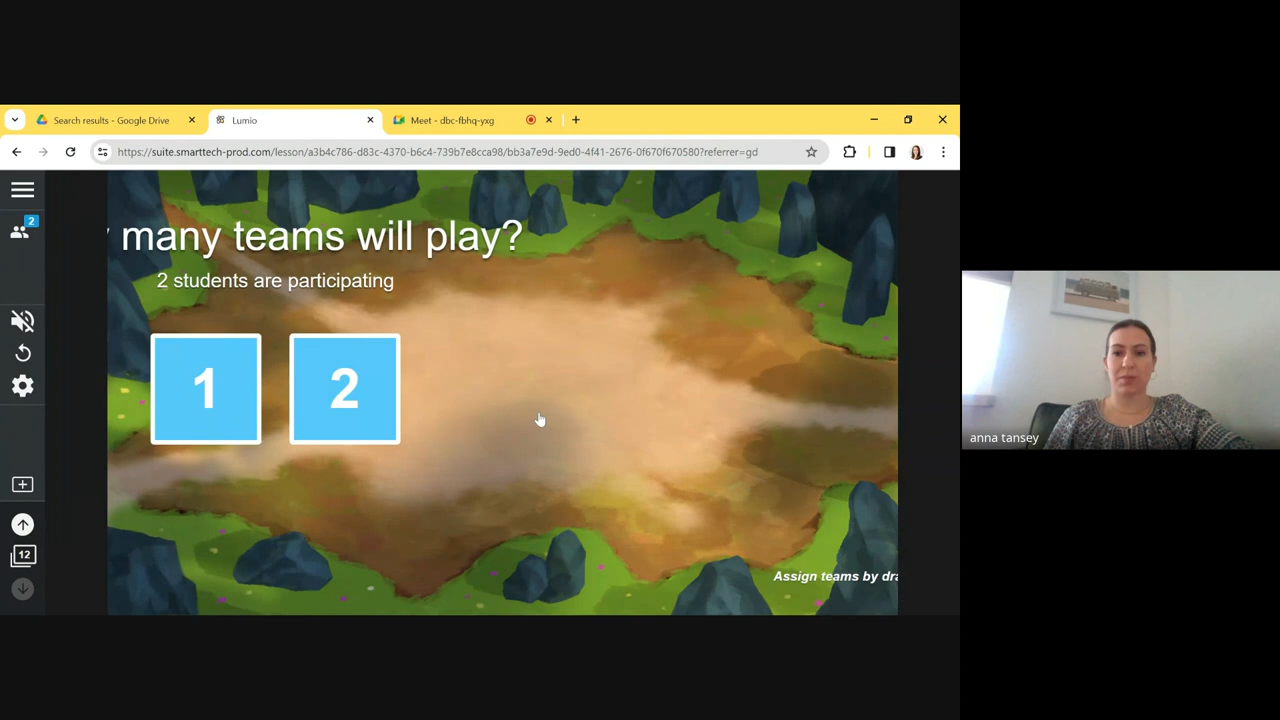 Search results - Google Drive
Lumio
Meet - dbc-fbhq-yxg
https://suite.smarttech-prod.com/lesson/a3b4c786-d83c-4370-b6c4-739b7e8cca98/bb3a7e9d-9ed0-4f41-2676-0f670f670580?referrer=gd
2
many teams will play?
2 students are participating
1 2
anna tansey
12
Assign teams by dra